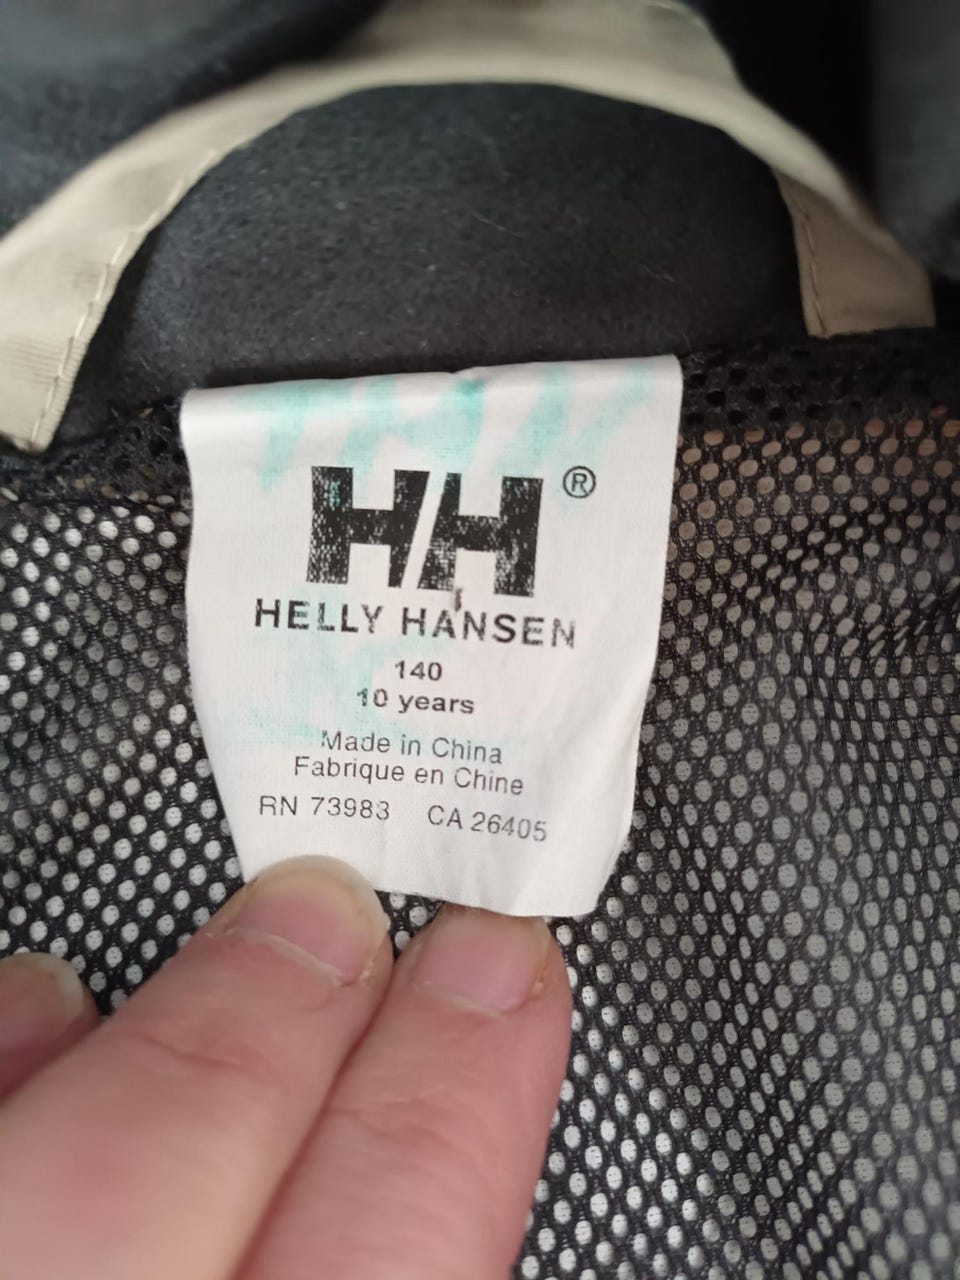 HH®
HELLY HANSEN
140
10 years
Made in China
Fabrique en Chine
RN 73983 CA 26405